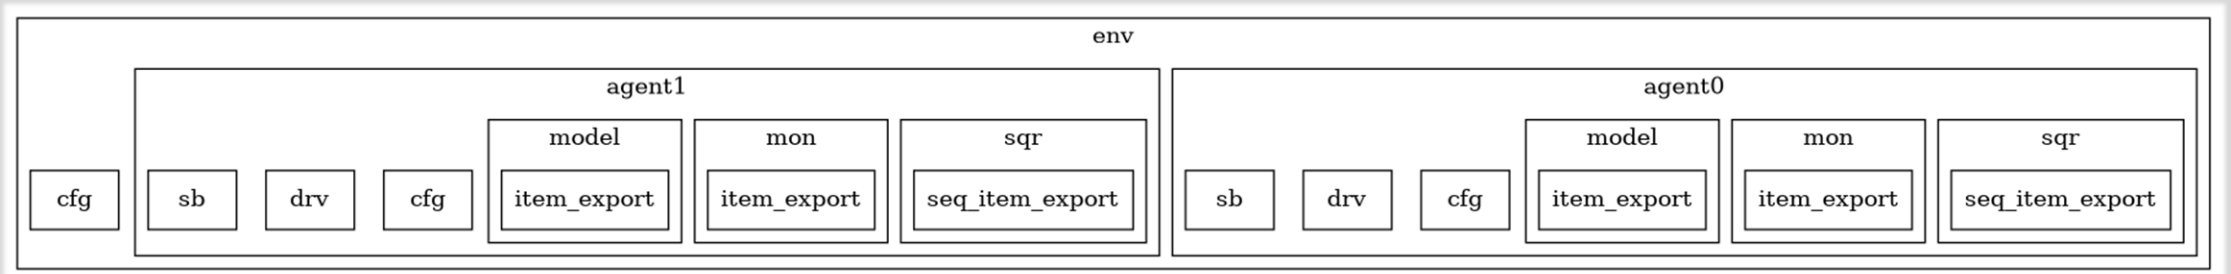 env
agent1
agent0
model
mon
sqr
model
mon
sqr
cfg
sb
drv
cfg
item_export
item_export
seq_item_export
sb
drv
cfg
item_export
item_export
seq_item_export